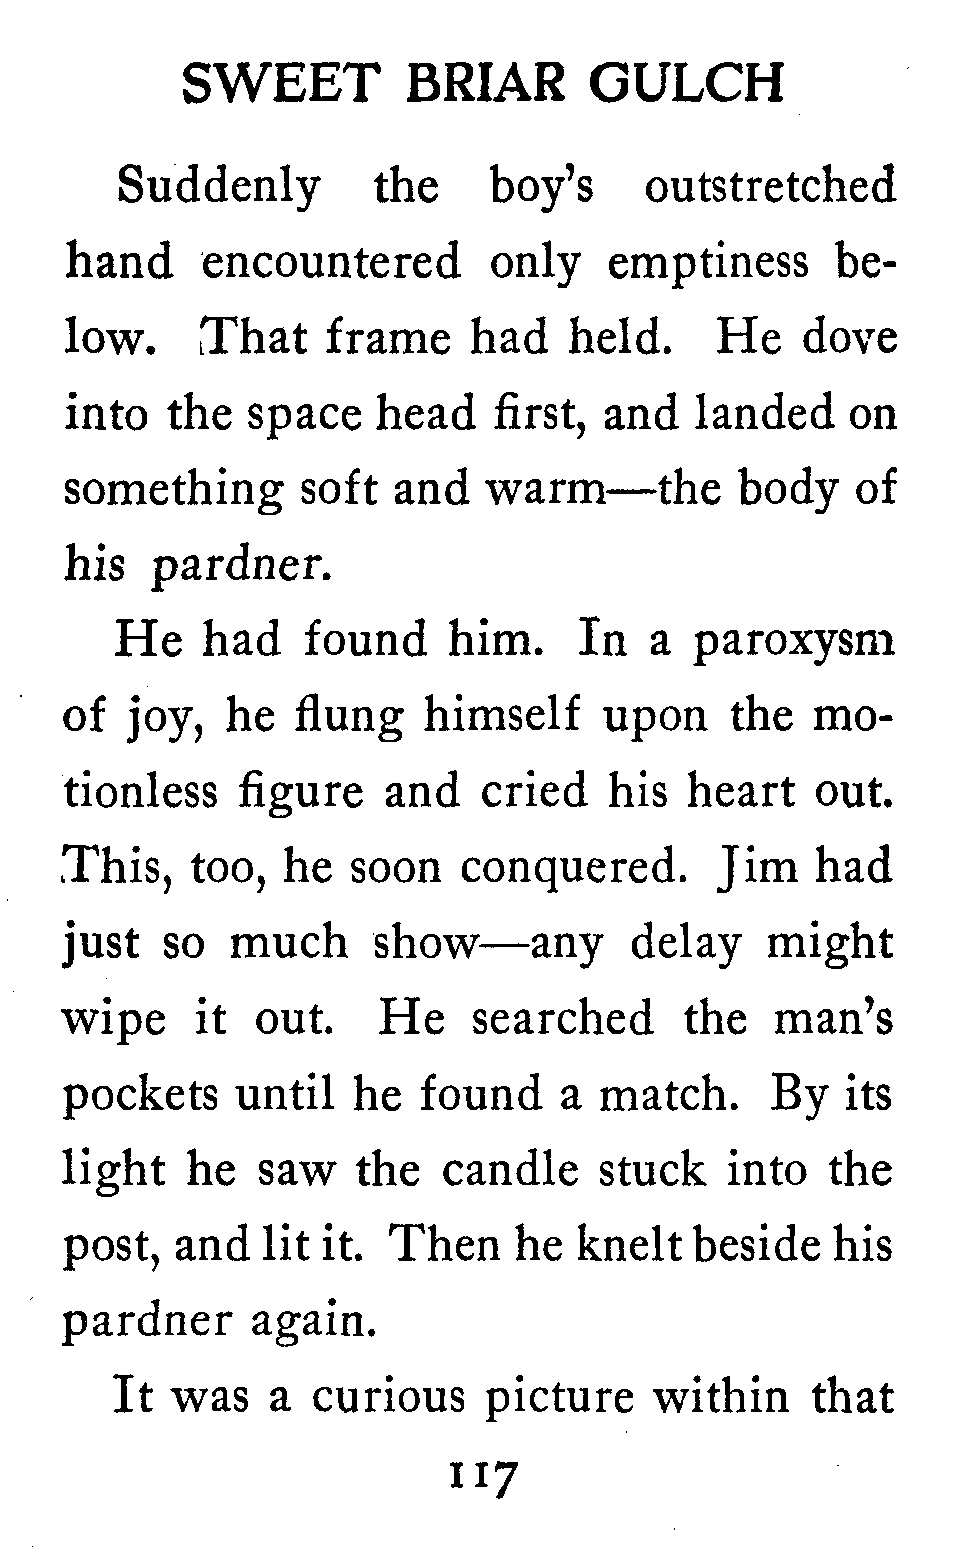 SWEET BRIAR GULCH
Suddenly the boy's outstretched
hand encountered only emptiness be-
low. That frame had held. He dove
into the space head first, and landed on
something soft and warm—the body of
his pardner.
He had found him. In a paroxysm
of joy, he flung himself upon the mo-
tionless figure and cried his heart out.
This, too, he soon conquered. Jim had
just so much show—any delay might
wipe it out. He searched the man's
pockets until he found a match. By its
light he saw the candle stuck into the
post, and lit it. Then he knelt beside his
pardner again.
It was a curious picture within that
117